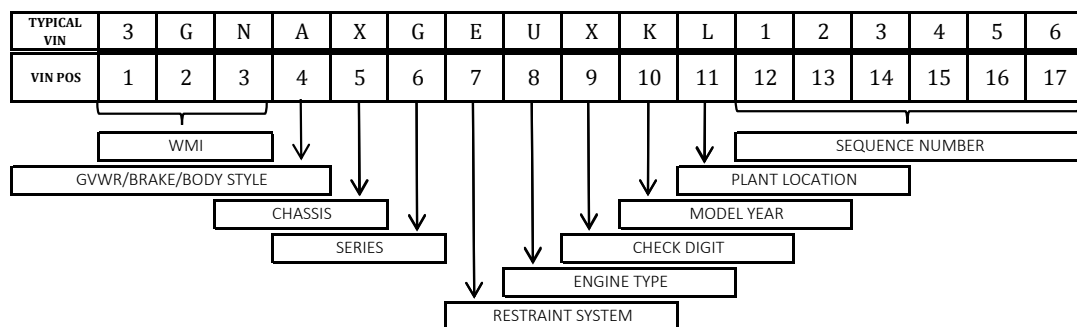 TYPICAL VIN 3 G N A X G E U X K L 1 2 3 4 5 6
VIN POS 1 2 3 4 5 6 7 8 9 10 11 12 13 14 15 16 17
WMI SEQUENCE NUMBER
GVWR/BRAKE/BODY STYLE PLANT LOCATION
CHASSIS MODEL YEAR
SERIES CHECK DIGIT
ENGINE TYPE
RESTRAINT SYSTEM